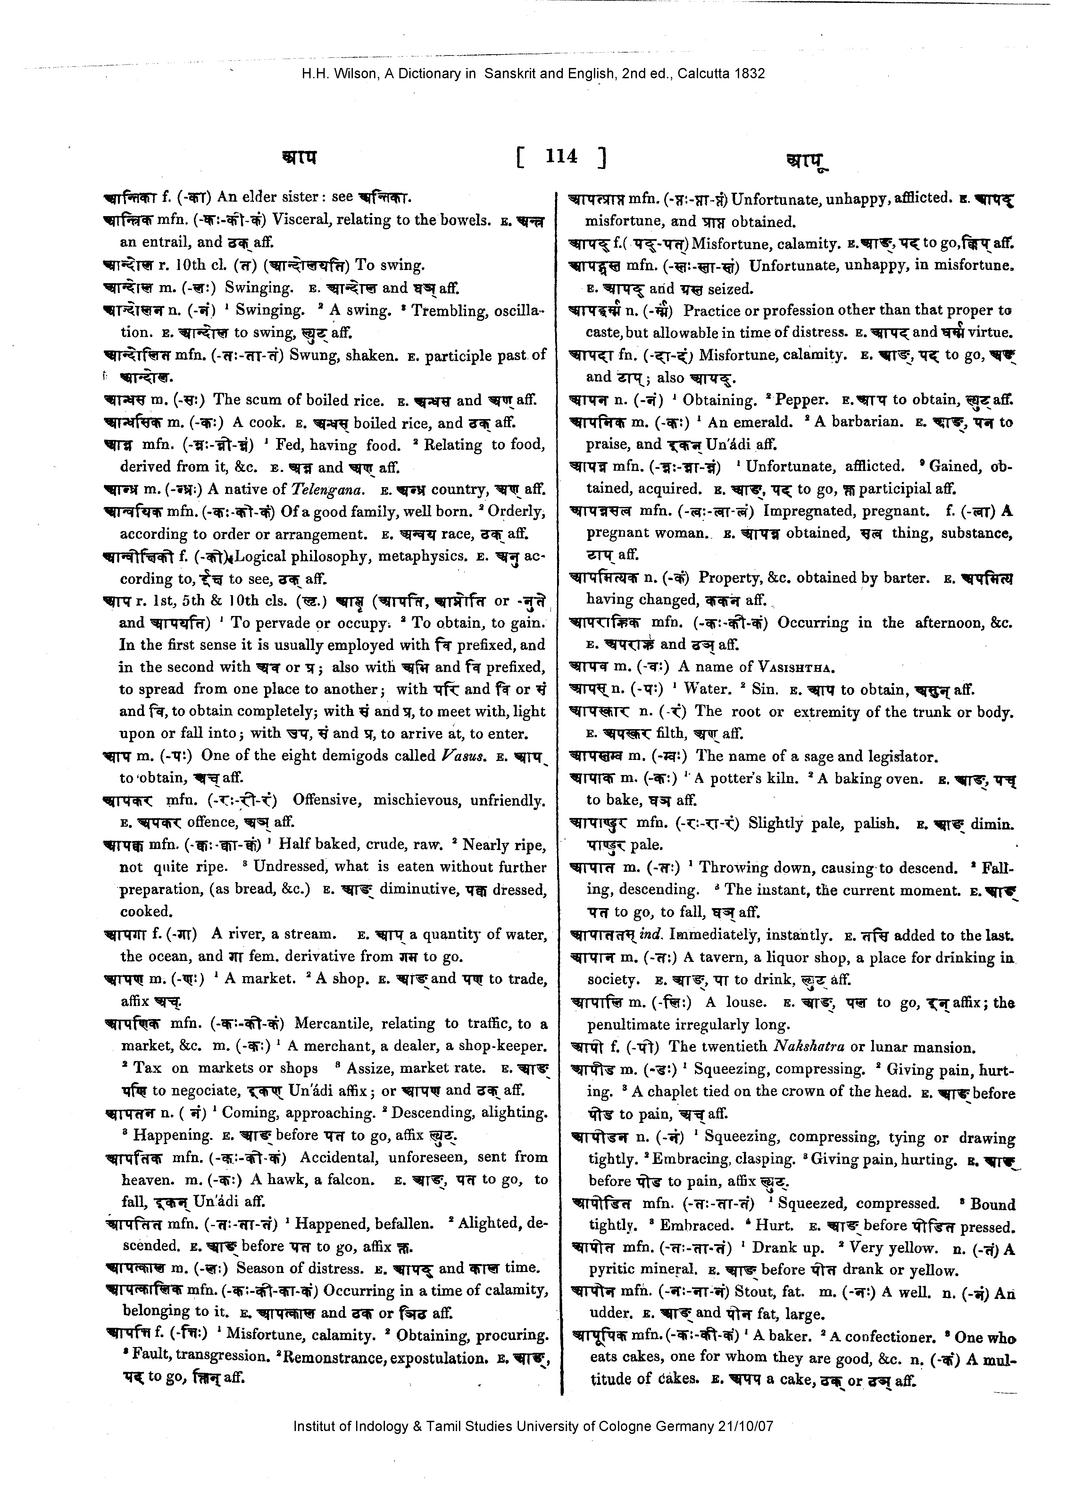 H.H. Wilson, A Dictionary in Sanskrit and English, 2nd ed., Calcutta 1832
आप [ 114 ] आपू
आन्तिका f. (-का) An elder sister: see अन्तिका.
आन्त्रिक mfn. (-कः-की-कं) Visceral, relating to the bowels. E. अन्त्र
an entrail, and ठक् aff.
आन्दोल r. 10th cl. (त) (आन्दोलयति) To swing.
आन्दोल m. (-लः) Swinging. E. आन्दोल and घञ् aff.
आन्दोलन n. (-नं) ¹ Swinging. ² A swing. ³ Trembling, oscilla-
tion. E. आन्दोल to swing, ल्युट् aff.
आन्दोलित mfn. (-तः-ता-तं) Swung, shaken. E. participle past of
आन्दोल.
आन्धस m. (-सः) The scum of boiled rice. E. अन्धस and अण् aff.
आन्धसिक m. (-कः) A cook. E. अन्धस् boiled rice, and ठक् aff.
आन्न mfn. (-न्नः-न्नी-न्नं) ¹ Fed, having food. ² Relating to food,
derived from it, &c. E. अन्न and अण् aff.
आन्ध्र m. (-न्ध्रः) A native of Telengana. E. अन्ध्र country, अण् aff.
आन्वयिक mfn. (-कः-की-कं) Of a good family, well born. ² Orderly,
according to order or arrangement. E. अन्वय race, ठक् aff.
आन्वीक्षिकी f. (-की) Logical philosophy, metaphysics. E. अनु ac-
cording to, ईक्ष to see, ठक् aff.
आप r. 1st, 5th & 10th cls. (ऌ.) आपॢ (आपति, आप्नोति or -नुते
and आपयति) ¹ To pervade or occupy. ² To obtain, to gain.
In the first sense it is usually employed with वि prefixed, and
in the second with अव or प्र; also with अभि and वि prefixed,
to spread from one place to another; with परि and वि or सं
and वि, to obtain completely; with सं and प्र, to meet with, light
upon or fall into; with उप, सं and प्र, to arrive at, to enter.
आप m. (-पः) One of the eight demigods called Vasus. E. आप्
to obtain, अच् aff.
आपकर mfn. (-रः-री-रं) Offensive, mischievous, unfriendly.
E. अपकर offence, अञ् aff.
आपक्व mfn. (-क्वः-क्वा-क्वं) ¹ Half baked, crude, raw. ² Nearly ripe,
not quite ripe. ³ Undressed, what is eaten without further
preparation, (as bread, &c.) E. आङ् diminutive, पक्व dressed,
cooked.
आपगा f. (-गा) A river, a stream. E. आप् a quantity of water,
the ocean, and गा fem. derivative from गम to go.
आपण m. (-णः) ¹ A market. ² A shop. E. आङ् and पण to trade,
affix अच्.
आपणिक mfn. (-कः-की-कं) Mercantile, relating to traffic, to a
market, &c. m. (-कः) ¹ A merchant, a dealer, a shop-keeper.
² Tax on markets or shops ³ Assize, market rate. E. आङ्
पणि to negociate, इकण् Un'ádi affix; or आपण and ठक् aff.
आपतन n. ( नं) ¹ Coming, approaching. ² Descending, alighting.
³ Happening. E. आङ् before पत to go, affix ल्युट्.
आपतिक mfn. (-कः-की-कं) Accidental, unforeseen, sent from
heaven. m. (-कः) A hawk, a falcon. E. आङ्, पत to go, to
fall, इकन् Un'ádi aff.
आपतित mfn. (-तः-ता-तं) ¹ Happened, befallen. ² Alighted, de-
scended. E. आङ् before पत to go, affix क्त.
आपत्काल m. (-लः) Season of distress. E. आपद् and काल time.
आपत्कालिक mfn. (-कः-की-का-कं) Occurring in a time of calamity,
belonging to it. E. आपत्काल and ठक or ञिठ aff.
आपत्ति f. (-त्तिः) ¹ Misfortune, calamity. ² Obtaining, procuring.
³ Fault, transgression. ² Remonstrance, expostulation. E. आङ्,
पद् to go, क्तिन् aff.
आपत्प्राप्त mfn. (-प्तः-प्ता-प्तं) Unfortunate, unhappy, afflicted. E. आपद्
misfortune, and प्राप्त obtained.
आपद् f. ( पद्-पत्) Misfortune, calamity. E. आङ्, पद to go, क्विप् aff.
आपद्ग्रस्त mfn. (-स्तः-स्ता-स्तं) Unfortunate, unhappy, in misfortune.
E. आपद् and ग्रस्त seized.
आपद्धर्म्म n. (-र्म्मं) Practice or profession other than that proper to
caste, but allowable in time of distress. E. आपद् and धर्म्म virtue.
आपदा fn. (-दा-दं) Misfortune, calamity. E. आङ्, पद to go, अङ्
and टाप्; also आपद्.
आपन n. (-नं) ¹ Obtaining. ² Pepper. E. आप to obtain, ल्युट् aff.
आपनिक m. (-कः) ¹ An emerald. ² A barbarian. E. आङ्, पन to
praise, and इकन् Un'ádi aff.
आपन्न mfn. (-न्नः-न्ना-न्नं) ¹ Unfortunate, afflicted. ² Gained, ob-
tained, acquired. E. आङ्, पद् to go, क्त participial aff.
आपन्नसत्व mfn. (-त्वः-त्वा-त्वं) Impregnated, pregnant. f. (-त्वा) A
pregnant woman. E. आपन्न obtained, सत्व thing, substance,
टाप् aff.
आपमित्यक n. (-कं) Property, &c. obtained by barter. E. अपमित्य
having changed, ककन aff.
आपराह्णिक mfn. (-कः-की-कं) Occurring in the afternoon, &c.
E. अपराह्ण and ठञ् aff.
आपव m. (-वः) A name of VASISHTHA.
आपस् n. (-पः) ¹ Water. ² Sin. E. आप to obtain, असुन् aff.
आपस्कार n. (-रं) The root or extremity of the trunk or body.
E. अपस्कर filth, अण् aff.
आपस्तम्ब m. (-म्बः) The name of a sage and legislator.
आपाक m. (-कः) ¹ A potter's kiln. ² A baking oven. E. आङ्, पच्
to bake, घञ aff.
आपाण्डुर mfn. (-रः-रा-रं) Slightly pale, palish. E. आङ् dimin.
पाण्डुर pale.
आपात m. (-तः) ¹ Throwing down, causing to descend. ² Fall-
ing, descending. ³ The instant, the current moment. E. आङ्
पत to go, to fall, घञ् aff.
आपाततस् ind. Immediately, instantly. E. तसि added to the last.
आपान m. (-नः) A tavern, a liquor shop, a place for drinking in
society. E. आङ्, पा to drink, ल्युट् aff.
आपालि m. (-लिः) A louse. E. आङ्, पल to go, इन् affix; the
penultimate irregularly long.
आपी f. (-पी) The twentieth Nakshatra or lunar mansion.
आपीड m. (-डः) ¹ Squeezing, compressing. ² Giving pain, hurt-
ing. ³ A chaplet tied on the crown of the head. E. आङ् before
पीड to pain, अच् aff.
आपीडन n. (-नं) ¹ Squeezing, compressing, tying or drawing
tightly. ² Embracing, clasping. ³ Giving pain, hurting. E. आङ्
before पीड to pain, affix ल्युट्.
आपीडित mfn. (-तः-ता-तं) ¹ Squeezed, compressed. ² Bound
tightly. ³ Embraced. ⁴ Hurt. E. आङ् before पीडित pressed.
आपीत mfn. (-तः-ता-तं) ¹ Drank up. ² Very yellow. n. (-तं) A
pyritic mineral. E. आङ् before पीत drank or yellow.
आपीन mfn. (-नः-ना-नं) Stout, fat. m. (-नः) A well. n. (-नं) An
udder. E. आङ् and पीन fat, large.
आपूपिक mfn. (-कः-की-कं) ¹ A baker. ² A confectioner. ³ One who
eats cakes, one for whom they are good, &c. n. (-कं) A mul-
titude of cakes. E. अपप a cake, ठक् or ठञ् aff.
Institut of Indology & Tamil Studies University of Cologne Germany 21/10/07